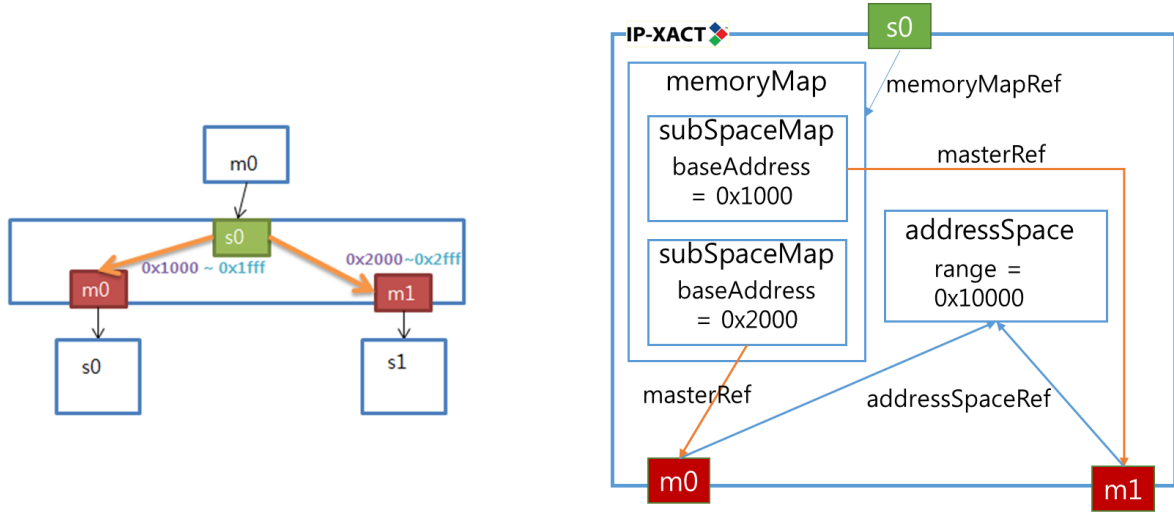 m0
s0
0x1000 ~ 0x1fff
0x2000~0x2fff
m0
m1
s0
s1
IP-XACT
s0
memoryMap
memoryMapRef
subSpaceMap
baseAddress
= 0x1000
masterRef
addressSpace
range =
0x10000
subSpaceMap
baseAddress
= 0x2000
masterRef
addressSpaceRef
m0
m1